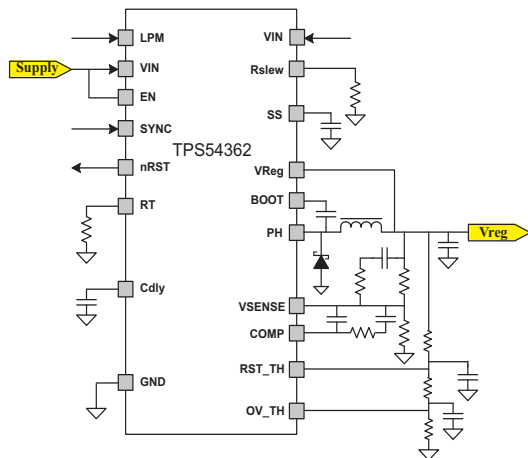 LPM
VIN
Supply
VIN
Rslew
EN
SS
SYNC
TPS54362
nRST
VReg
BOOT
RT
PH
Vreg
Cdly
VSENSE
COMP
RST_TH
GND
OV_TH